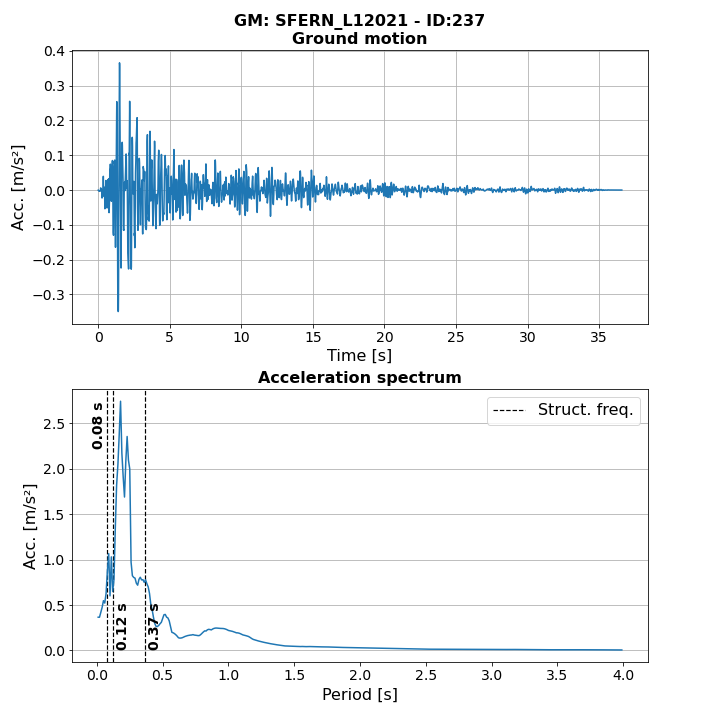 GM: SFERN_L12021 - ID:237
Ground motion
0.4
0.3
0.2
0.1
0.0
−0.1
−0.2
−0.3
Acc. [m/s²]
0 5 10 15 20 25 30 35
Time [s]
Acceleration spectrum
2.5
2.0
1.5
1.0
0.5
0.0
Acc. [m/s²]
0.08 s
0.12 s
0.37 s
Struct. freq.
0.0 0.5 1.0 1.5 2.0 2.5 3.0 3.5 4.0
Period [s]